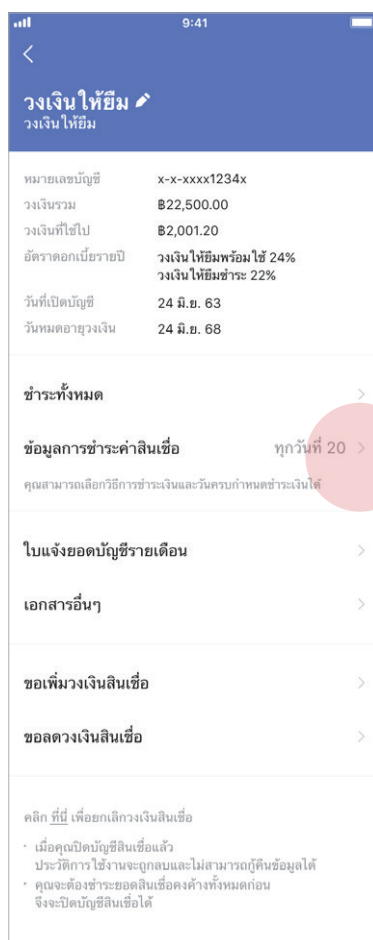 9:41
วงเงินให้ยืม
วงเงินให้ยืม
หมายเลขบัญชี x-x-xxxx1234x
วงเงินรวม ฿22,500.00
วงเงินที่ใช้ไป ฿2,001.20
อัตราดอกเบี้ยรายปี วงเงินให้ยืมพร้อมใช้ 24%
วงเงินให้ยืมชำระ 22%
วันที่เปิดบัญชี 24 มิ.ย. 63
วันหมดอายุวงเงิน 24 มิ.ย. 68
ชำระทั้งหมด
ข้อมูลการชำระค่าสินเชื่อ ทุกวันที่ 20
คุณสามารถเลือกวิธีการชำระเงินและวันครบกำหนดชำระเงินได้
ใบแจ้งยอดบัญชีรายเดือน
เอกสารอื่นๆ
ขอเพิ่มวงเงินสินเชื่อ
ขอลดวงเงินสินเชื่อ
คลิก ที่นี่ เพื่อยกเลิกวงเงินสินเชื่อ
· เมื่อคุณปิดบัญชีสินเชื่อแล้ว
ประวัติการใช้งานจะถูกลบและไม่สามารถกู้คืนข้อมูลได้
· คุณจะต้องชำระยอดสินเชื่อคงค้างทั้งหมดก่อน
จึงจะปิดบัญชีสินเชื่อได้